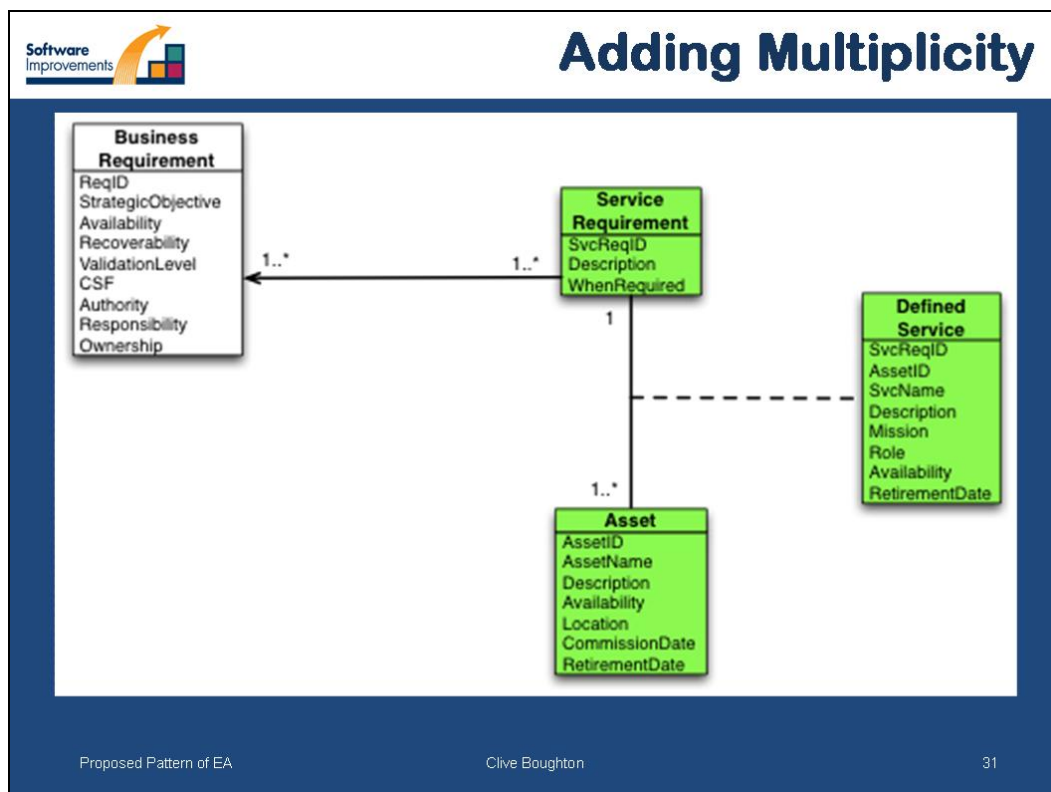 Software
Improvements
Adding Multiplicity
Business
Requirement
ReqID
StrategicObjective
Availability
Recoverability
ValidationLevel
CSF
Authority
Responsibility
Ownership
1..*
1..*
Service
Requirement
SvcReqID
Description
WhenRequired
1
Defined
Service
SvcReqID
AssetID
SvcName
Description
Mission
Role
Availability
RetirementDate
1..*
Asset
AssetID
AssetName
Description
Availability
Location
CommissionDate
RetirementDate
Proposed Pattern of EA
Clive Boughton
31